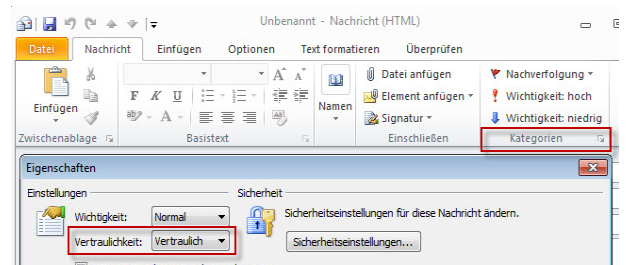 Unbenannt - Nachricht (HTML)
Datei Nachricht Einfügen Optionen Text formatieren Überprüfen
Datei anfügen Nachverfolgung
Einfügen F K U Namen Element anfügen Wichtigkeit: hoch
Signatur Wichtigkeit: niedrig
Zwischenablage Basistext Einschließen Kategorien
Eigenschaften
Einstellungen Sicherheit
Wichtigkeit: Normal Sicherheitseinstellungen für diese Nachricht ändern.
Vertraulichkeit: Vertraulich Sicherheitseinstellungen...